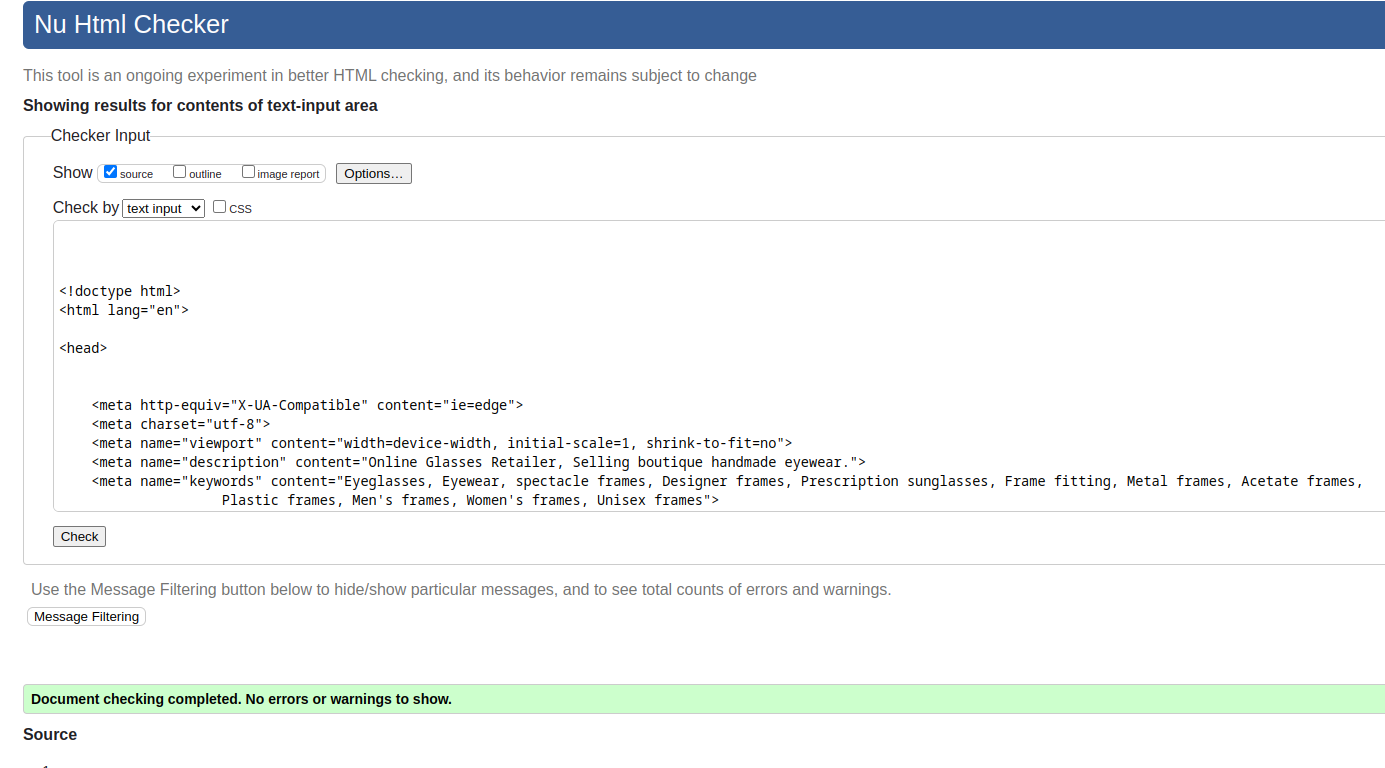 Nu Html Checker
This tool is an ongoing experiment in better HTML checking, and its behavior remains subject to change
Showing results for contents of text-input area
Checker Input
Show source outline image report Options...
Check by text input CSS
<!doctype html>
<html lang="en">
<head>
<meta http-equiv="X-UA-Compatible" content="ie=edge">
<meta charset="utf-8">
<meta name="viewport" content="width=device-width, initial-scale=1, shrink-to-fit=no">
<meta name="description" content="Online Glasses Retailer, Selling boutique handmade eyewear.">
<meta name="keywords" content="Eyeglasses, Eyewear, spectacle frames, Designer frames, Prescription sunglasses, Frame fitting, Metal frames, Acetate frames,
Plastic frames, Men's frames, Women's frames, Unisex frames">
Check
Use the Message Filtering button below to hide/show particular messages, and to see total counts of errors and warnings.
Message Filtering
Document checking completed. No errors or warnings to show.
Source